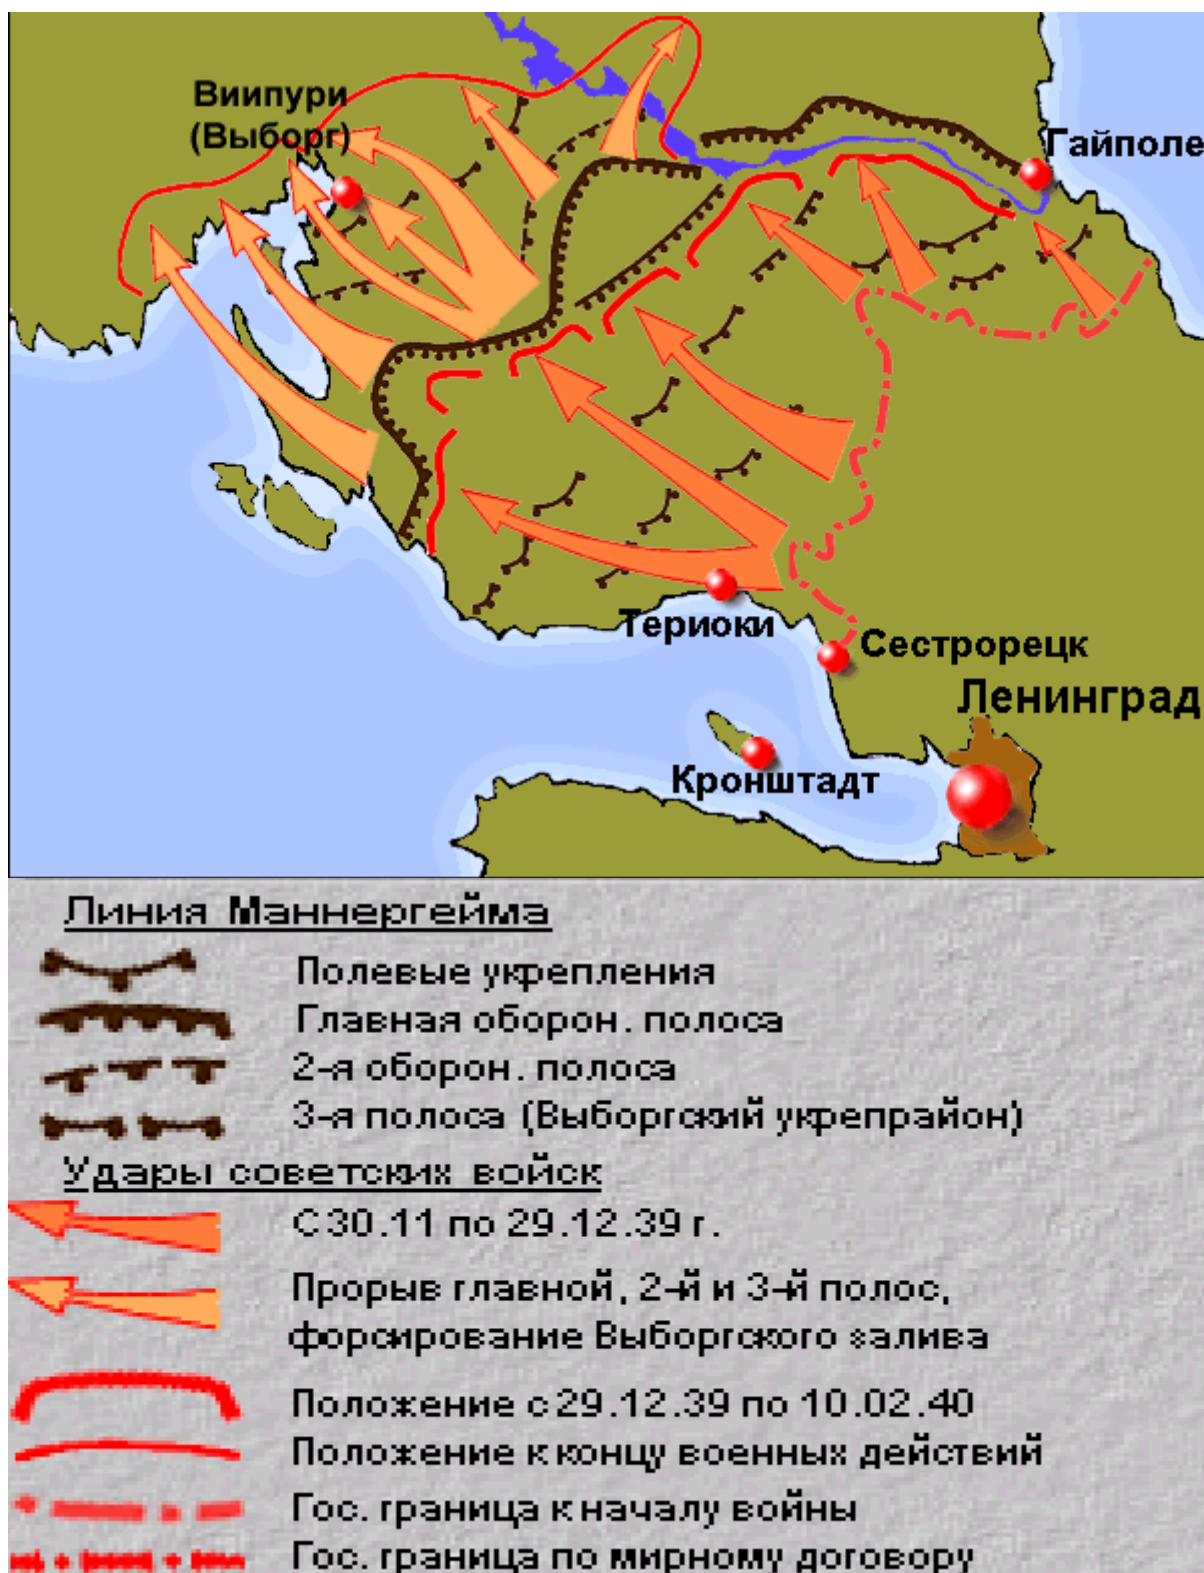 Виипури
(Выборг)
Гайполе
Териоки
Сестрорецк
Ленинград
Кронштадт
Линия Маннергейма
Полевые укрепления
Главная оборон. полоса
2-я оборон. полоса
3-я полоса (Выборгский укрепрайон)
Удары советских войск
С 30.11 по 29.12.39 г.
Прорыв главной, 2-й и 3-й полос,
форсирование Выборгского залива
Положение с 29.12.39 по 10.02.40
Положение к концу военных действий
Гос. граница к началу войны
Гос. граница по мирному договору